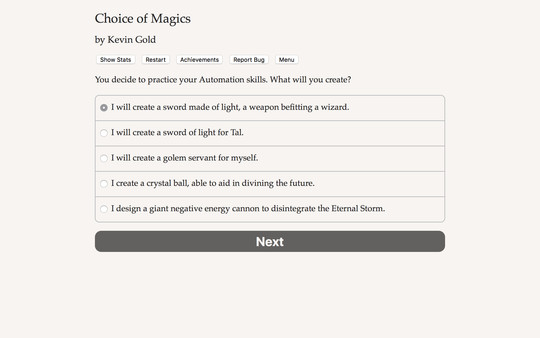 Choice of Magics
by Kevin Gold
Show Stats Restart Achievements Report Bug Menu
You decide to practice your Automation skills. What will you create?
I will create a sword made of light, a weapon befitting a wizard.
I will create a sword of light for Tal.
I will create a golem servant for myself.
I create a crystal ball, able to aid in divining the future.
I design a giant negative energy cannon to disintegrate the Eternal Storm.
Next